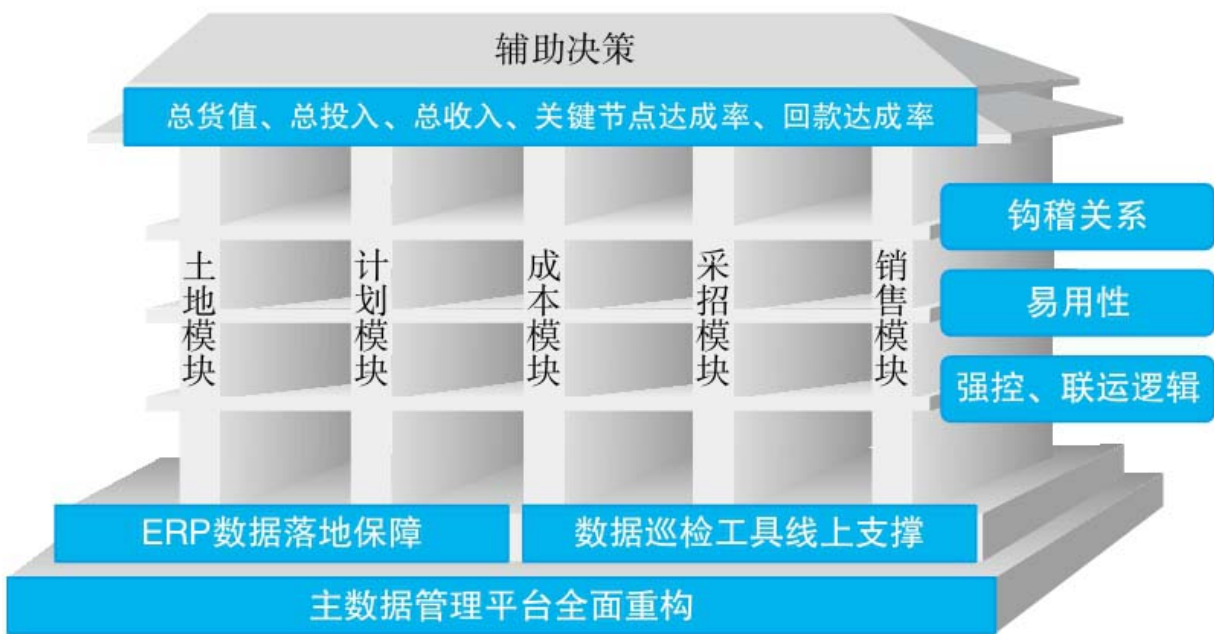 辅助决策
总货值、总投入、总收入、关键节点达成率、回款达成率
土地模块
计划模块
成本模块
采招模块
销售模块
钩稽关系
易用性
强控、联运逻辑
ERP数据落地保障
数据巡检工具线上支撑
主数据管理平台全面重构